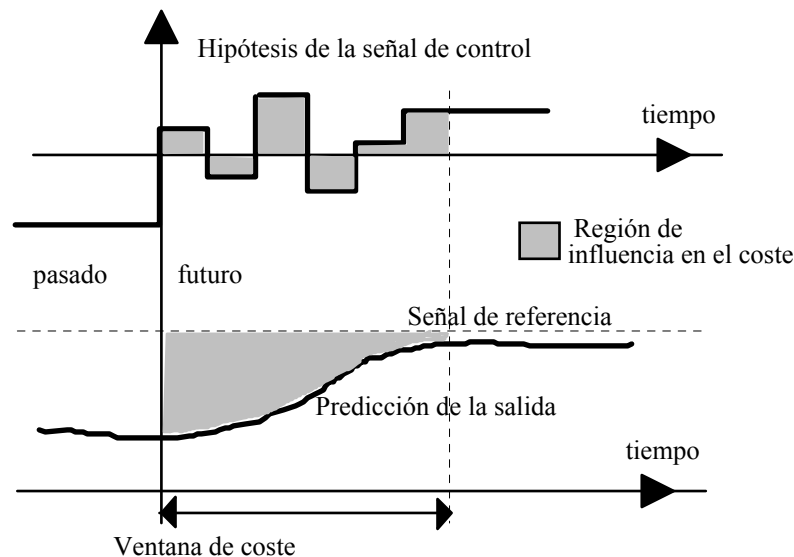 Hipótesis de la señal de control
tiempo
Región de
influencia en el coste
pasado
futuro
Señal de referencia
Predicción de la salida
tiempo
Ventana de coste